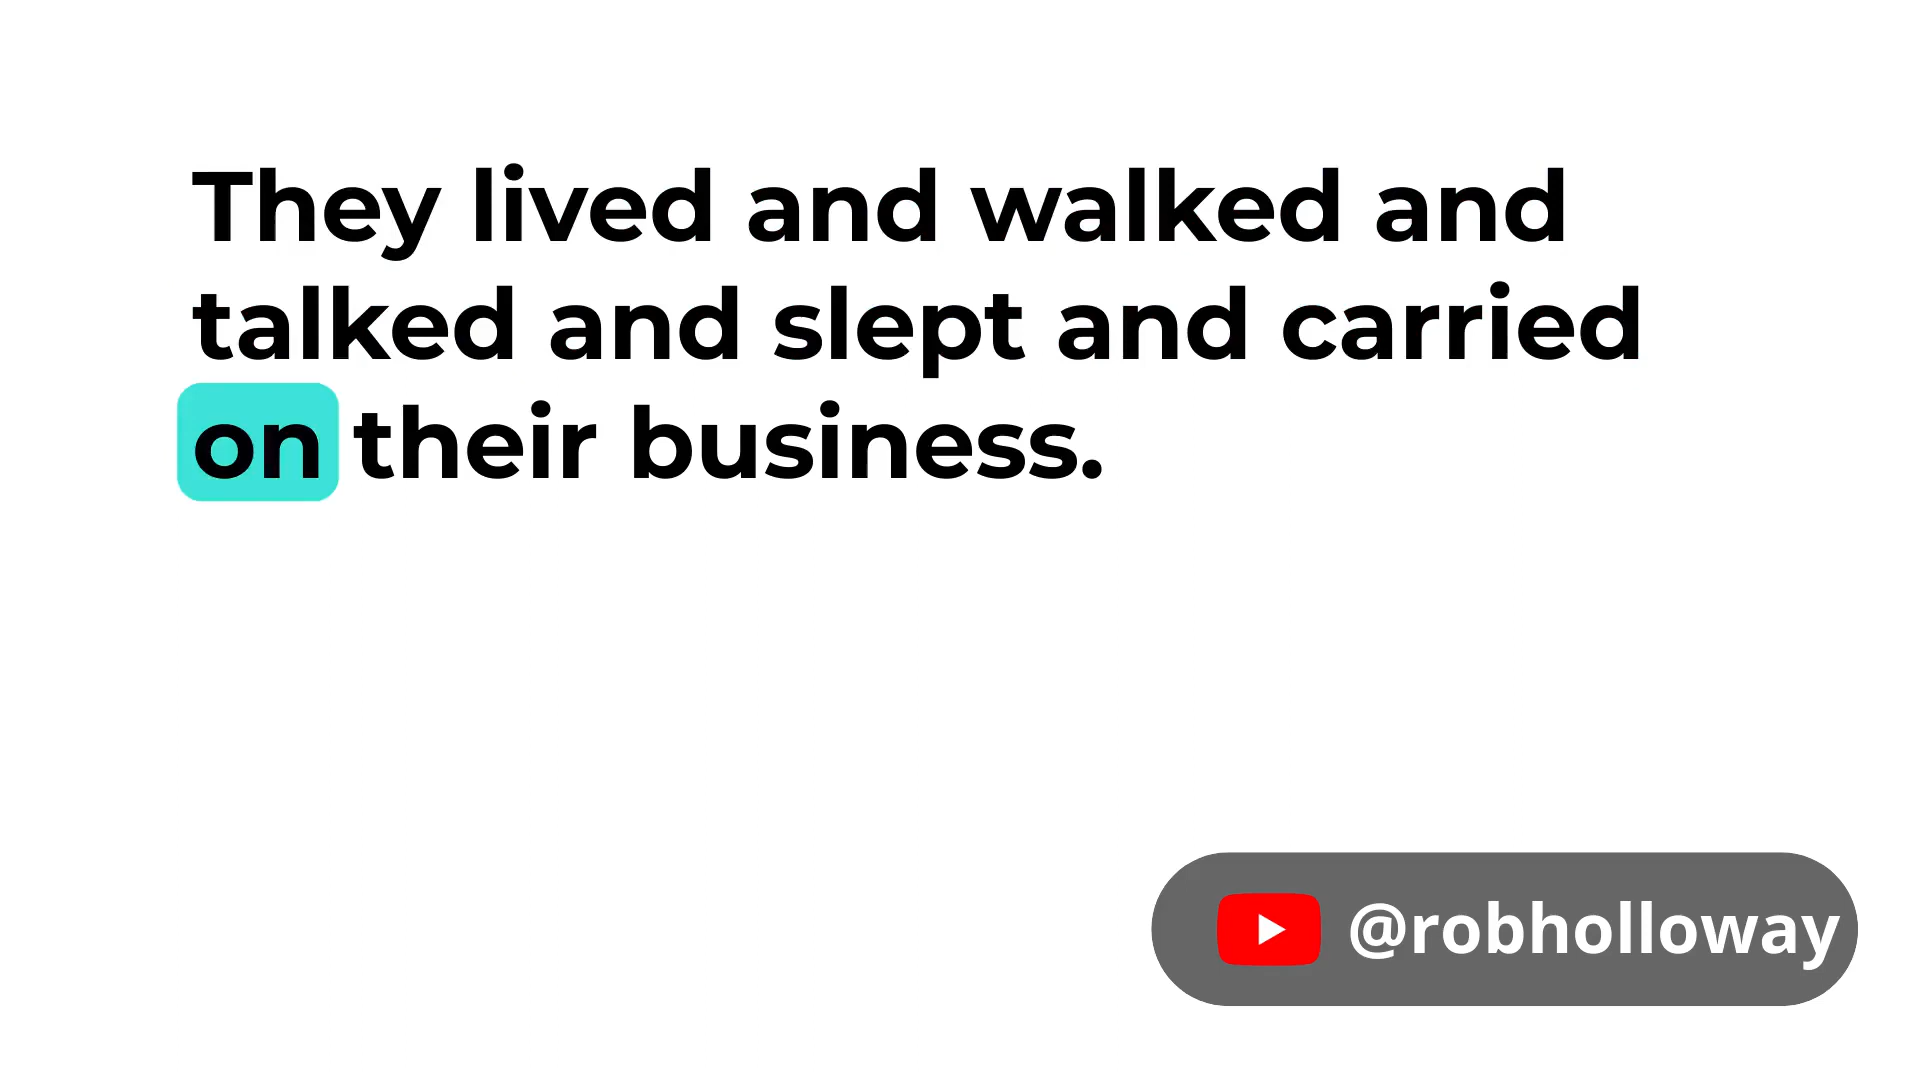 They lived and walked and
talked and slept and carried
on their business.
@robholloway